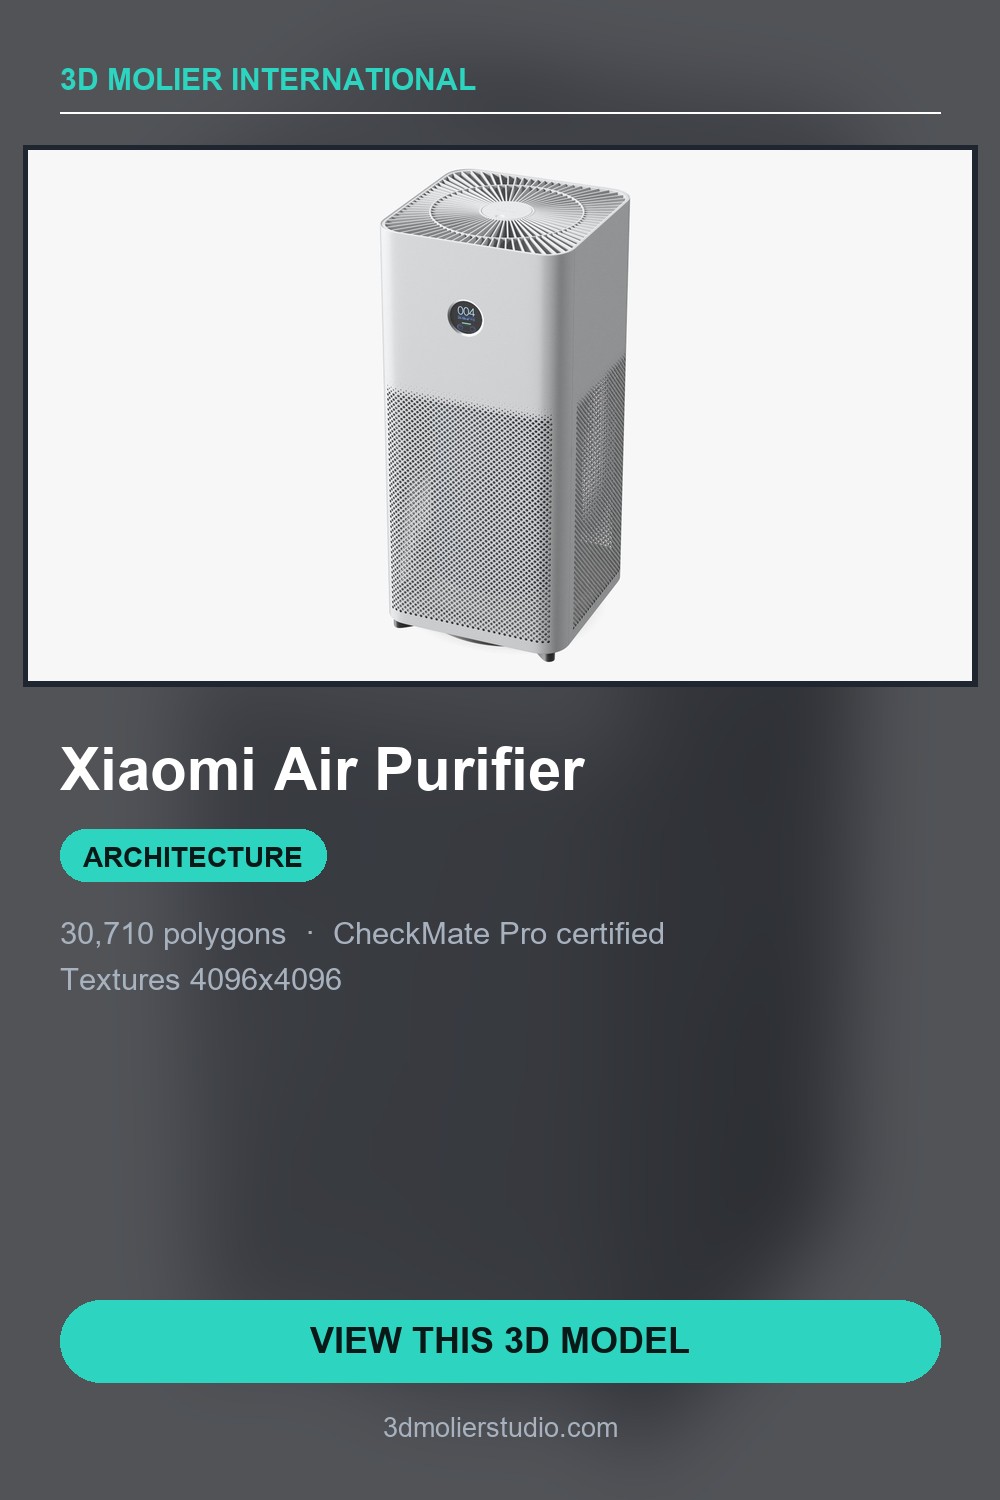 3D MOLIER INTERNATIONAL
004
Xiaomi Air Purifier
ARCHITECTURE
30,710 polygons · CheckMate Pro certified
Textures 4096x4096
VIEW THIS 3D MODEL
3dmolierstudio.com